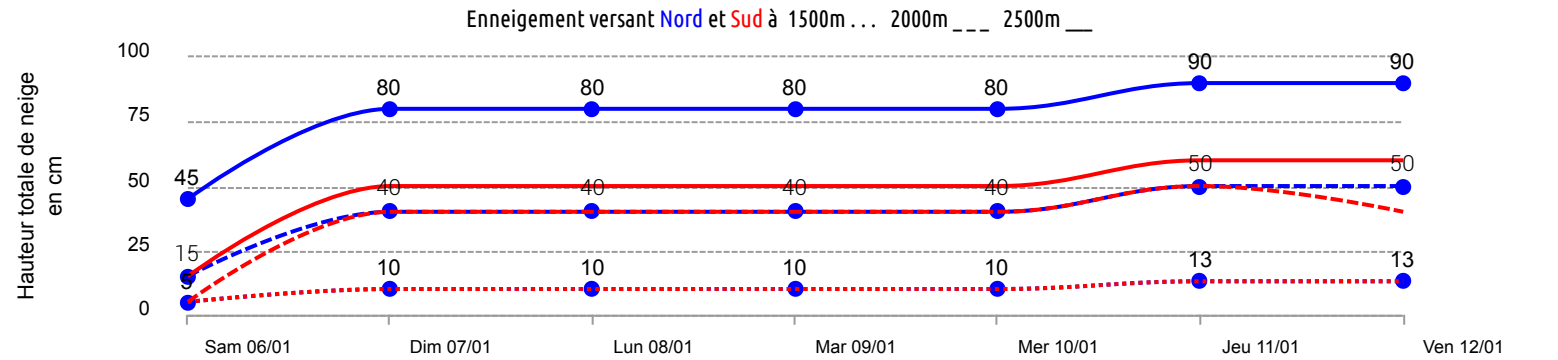 Enneigement versant Nord et Sud à 1500m . . . 2000m _ _ _ 2500m __
Hauteur totale de neige
en cm
100
75
50
25
0
45
80
80
80
80
90
90
15
40
40
40
40
50
50
5
10
10
10
10
13
13
Sam 06/01
Dim 07/01
Lun 08/01
Mar 09/01
Mer 10/01
Jeu 11/01
Ven 12/01